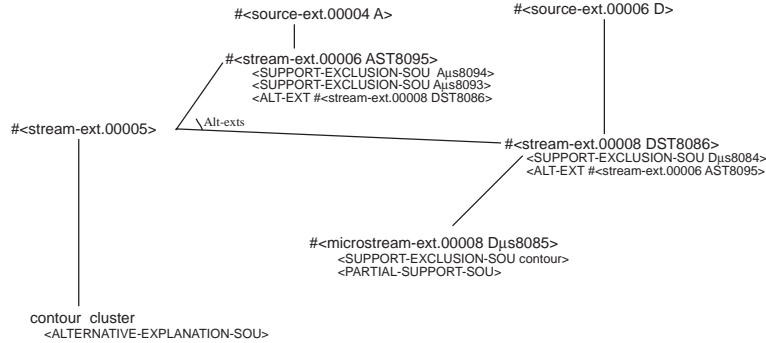 #<source-ext.00004 A>
#<source-ext.00006 D>
#<stream-ext.00006 AST8095>
<SUPPORT-EXCLUSION-SOU Aµs8094>
<SUPPORT-EXCLUSION-SOU Aµs8093>
<ALT-EXT #<stream-ext.00008 DST8086>
#<stream-ext.00005>
Alt-exts
#<stream-ext.00008 DST8086>
<SUPPORT-EXCLUSION-SOU Dµs8084>
<ALT-EXT #<stream-ext.00006 AST8095>
#<microstream-ext.00008 Dµs8085>
<SUPPORT-EXCLUSION-SOU contour>
<PARTIAL-SUPPORT-SOU>
contour cluster
<ALTERNATIVE-EXPLANATION-SOU>